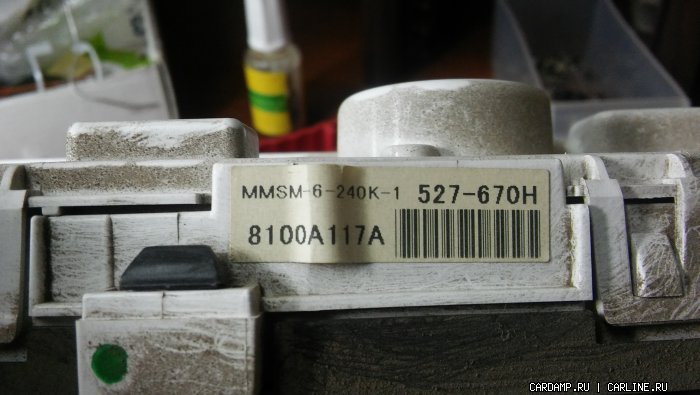 MMSM-6-240K-1 527-670H
8100A117A
CARDAMP.RU | CARLINE.RU